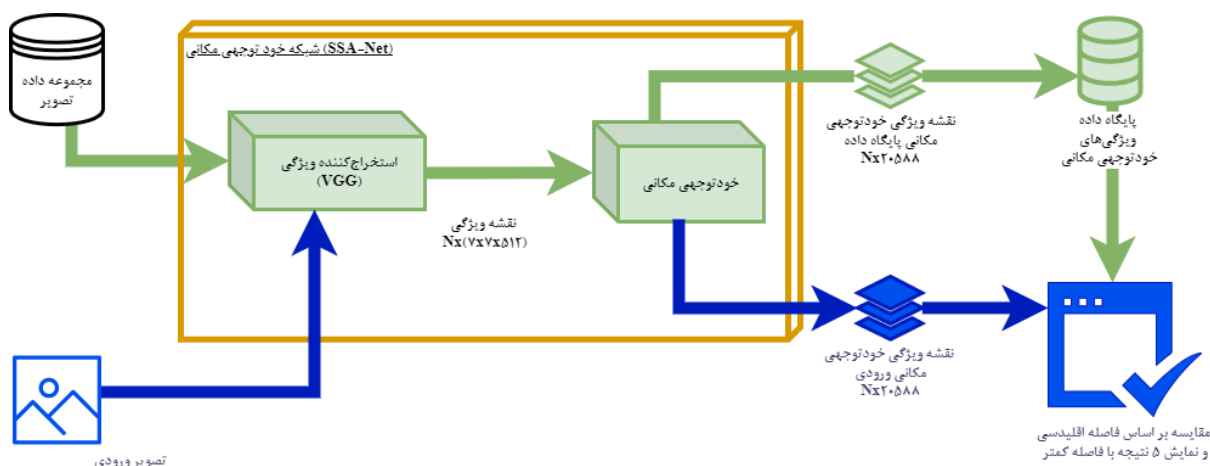 شبکه خود توجهی مکانی (SSA-Net)
مجموعه داده
تصویر
استخراج‌کننده ویژگی
(VGG)
نقشه ویژگی
Nx(۷x۷x۵۱۲)
خودتوجهی مکانی
نقشه ویژگی خودتوجهی
مکانی پایگاه داده
Nx۲۰۵۸۸
پایگاه داده
ویژگی‌های
خودتوجهی مکانی
نقشه ویژگی خودتوجهی
مکانی ورودی
Nx۲۰۵۸۸
مقایسه بر اساس فاصله اقلیدسی
و نمایش ۵ نتیجه با فاصله کمتر
تصویر ورودی